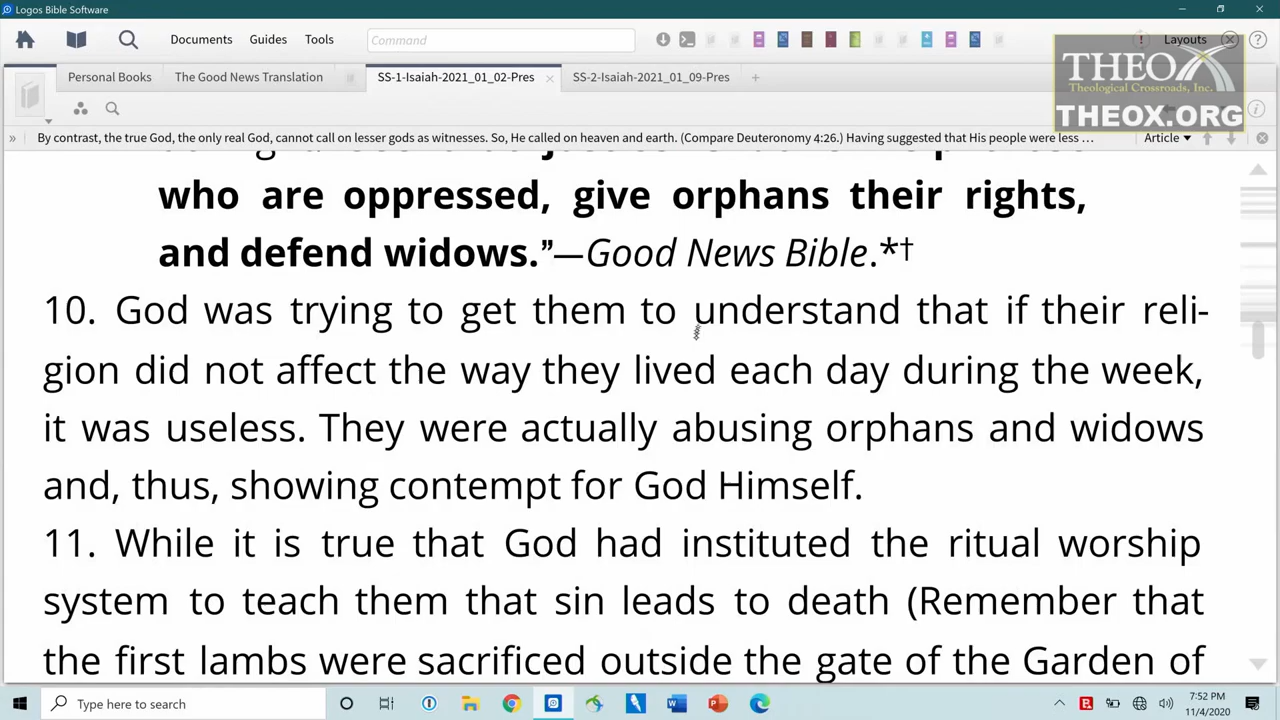 Logos Bible Software
Documents Guides Tools Command Layouts
THEOX
Theological Crossroads, Inc.
THEOX.ORG
Personal Books The Good News Translation SS-1-Isaiah-2021_01_02-Pres SS-2-Isaiah-2021_01_09-Pres
By contrast, the true God, the only real God, cannot call on lesser gods as witnesses. So, He called on heaven and earth. (Compare Deuteronomy 4:26.) Having suggested that His people were less ... Article
who are oppressed, give orphans their rights,
and defend widows.”—Good News Bible.*†
10. God was trying to get them to understand that if their reli-
gion did not affect the way they lived each day during the week,
it was useless. They were actually abusing orphans and widows
and, thus, showing contempt for God Himself.
11. While it is true that God had instituted the ritual worship
system to teach them that sin leads to death (Remember that
the first lambs were sacrificed outside the gate of the Garden of
Type here to search
7:52 PM
11/4/2020